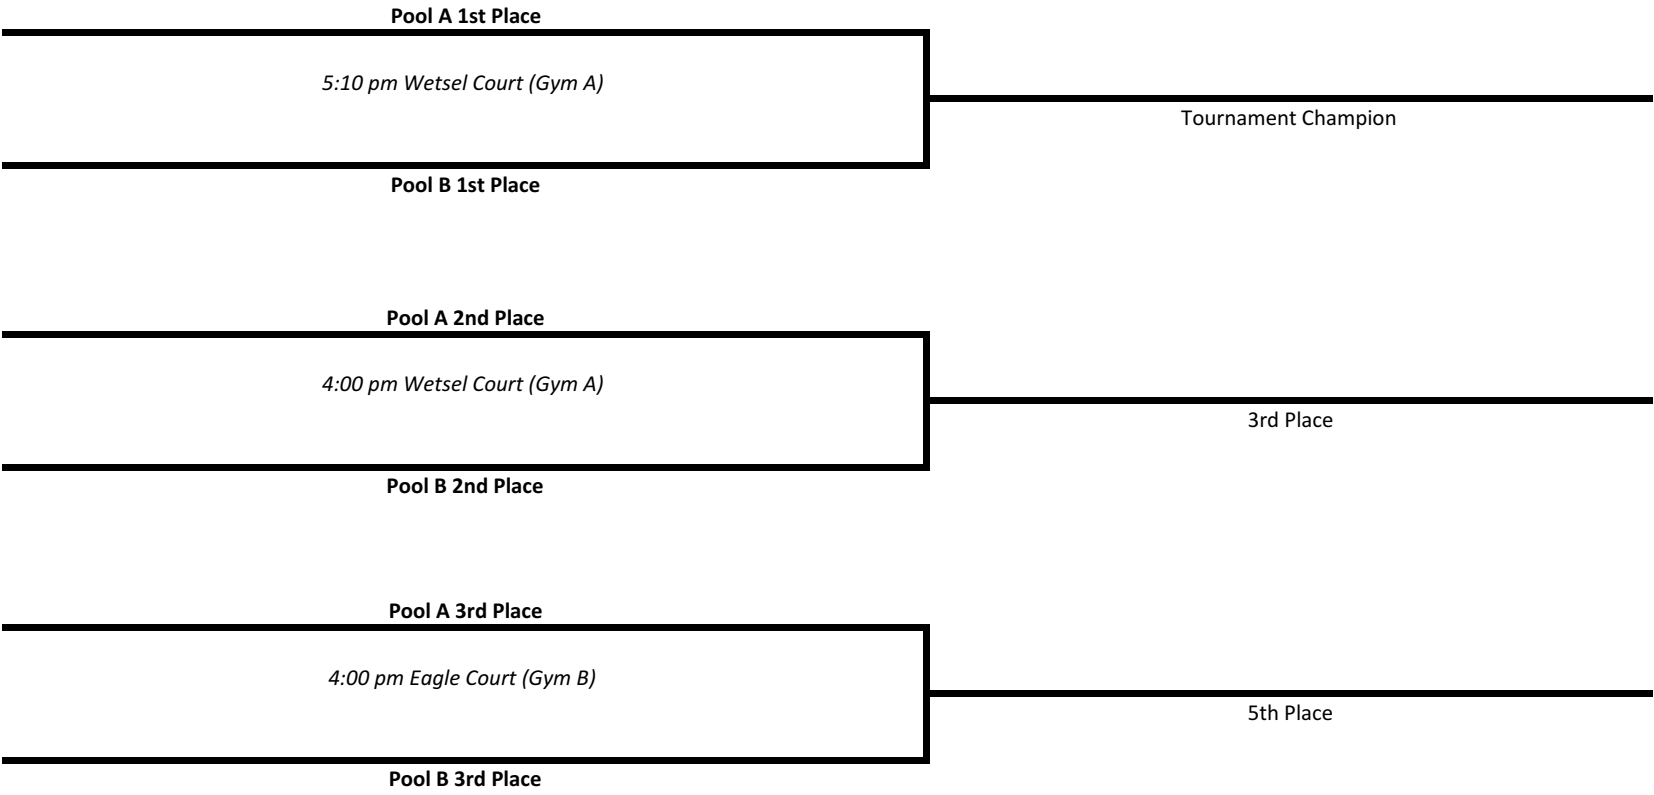 Pool A 1st Place
5:10 pm Wetsel Court (Gym A)
Tournament Champion
Pool B 1st Place
Pool A 2nd Place
4:00 pm Wetsel Court (Gym A)
3rd Place
Pool B 2nd Place
Pool A 3rd Place
4:00 pm Eagle Court (Gym B)
5th Place
Pool B 3rd Place